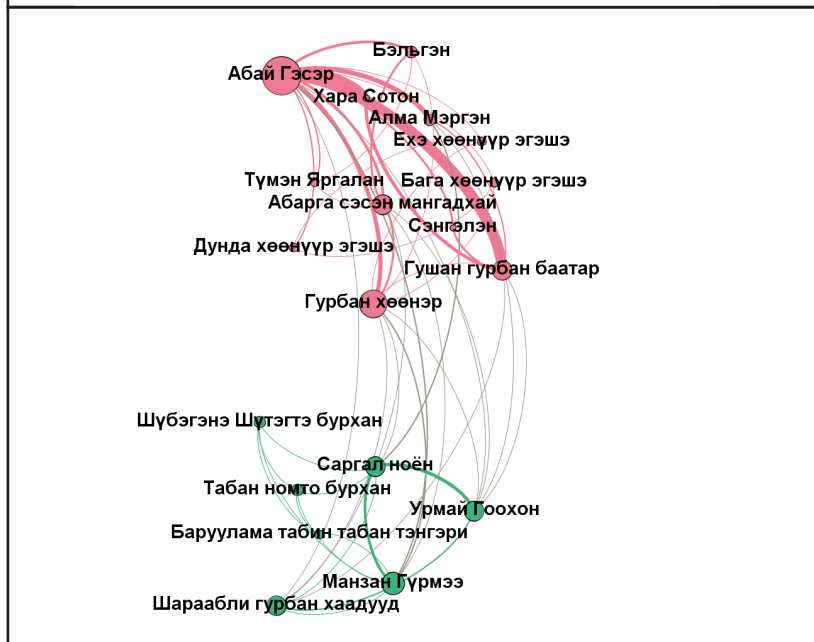 Бэльгэн
Абай Гэсэр
Хара Сотон
Алма Мэргэн
Ехэ хөөнүүр эгэшэ
Түмэн Яргалан
Бага хөөнүүр эгэшэ
Абарга сэсэн мангадхай
Сэнгэлэн
Дунда хөөнүүр эгэшэ
Гушан гурбан баатар
Гурбан хөөнэр
Шүбэгэнэ Шүтэгтэ бурхан
Саргал ноён
Табан номто бурхан
Урмай Гоохон
Баруулама табин табан тэнгэри
Манзан Гүрмээ
Шараабли гурбан хаадууд